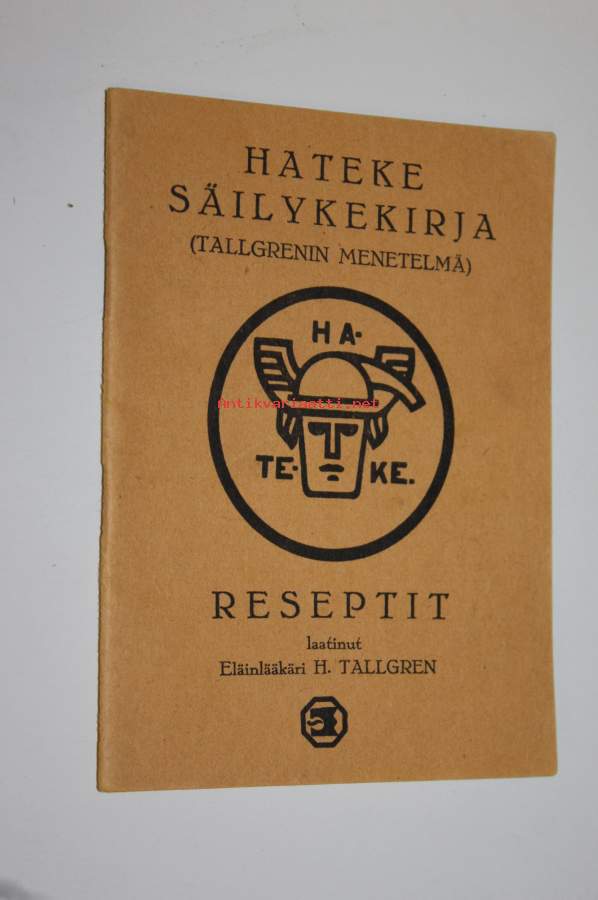 HATEKE
SÄILYKEKIRJA
(TALLGRENIN MENETELMÄ)
HA-
Antikvariaatti.net
TE- KE.
RESEPTIT
laatinut
Eläinlääkäri H. TALLGREN